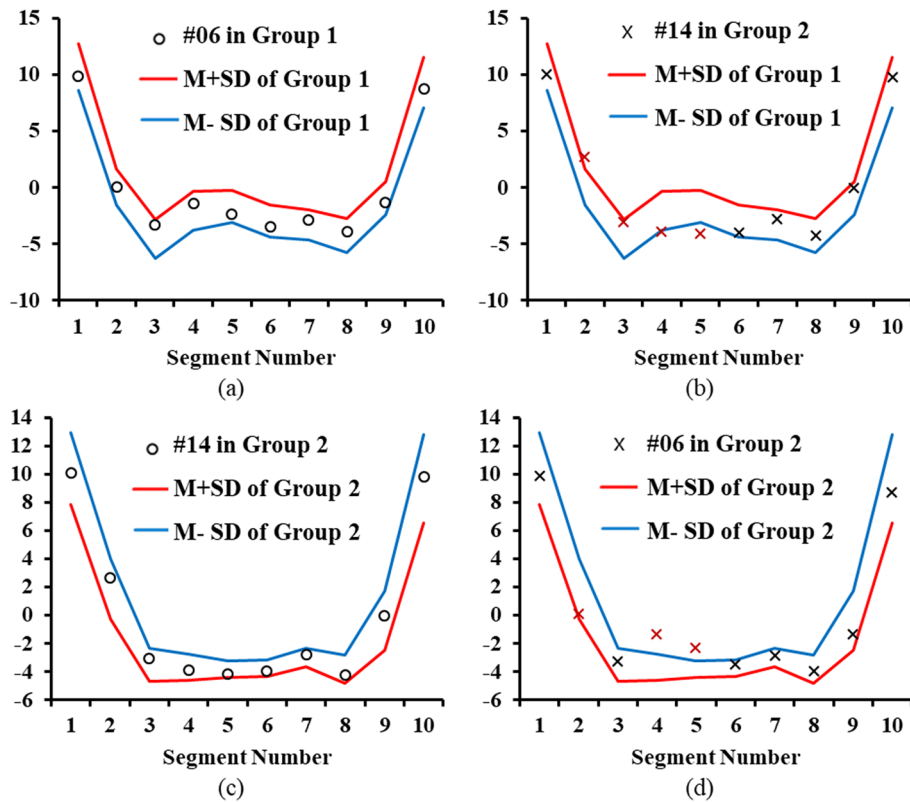 15
10
5
0
-5
-10
#06 in Group 1
M+SD of Group 1
M- SD of Group 1
1 2 3 4 5 6 7 8 9 10
Segment Number
(a)
15
10
5
0
-5
-10
#14 in Group 2
M+SD of Group 1
M- SD of Group 1
1 2 3 4 5 6 7 8 9 10
Segment Number
(b)
14
12
10
8
6
4
2
0
-2
-4
-6
#14 in Group 2
M+SD of Group 2
M- SD of Group 2
1 2 3 4 5 6 7 8 9 10
Segment Number
(c)
14
12
10
8
6
4
2
0
-2
-4
-6
#06 in Group 2
M+SD of Group 2
M- SD of Group 2
1 2 3 4 5 6 7 8 9 10
Segment Number
(d)